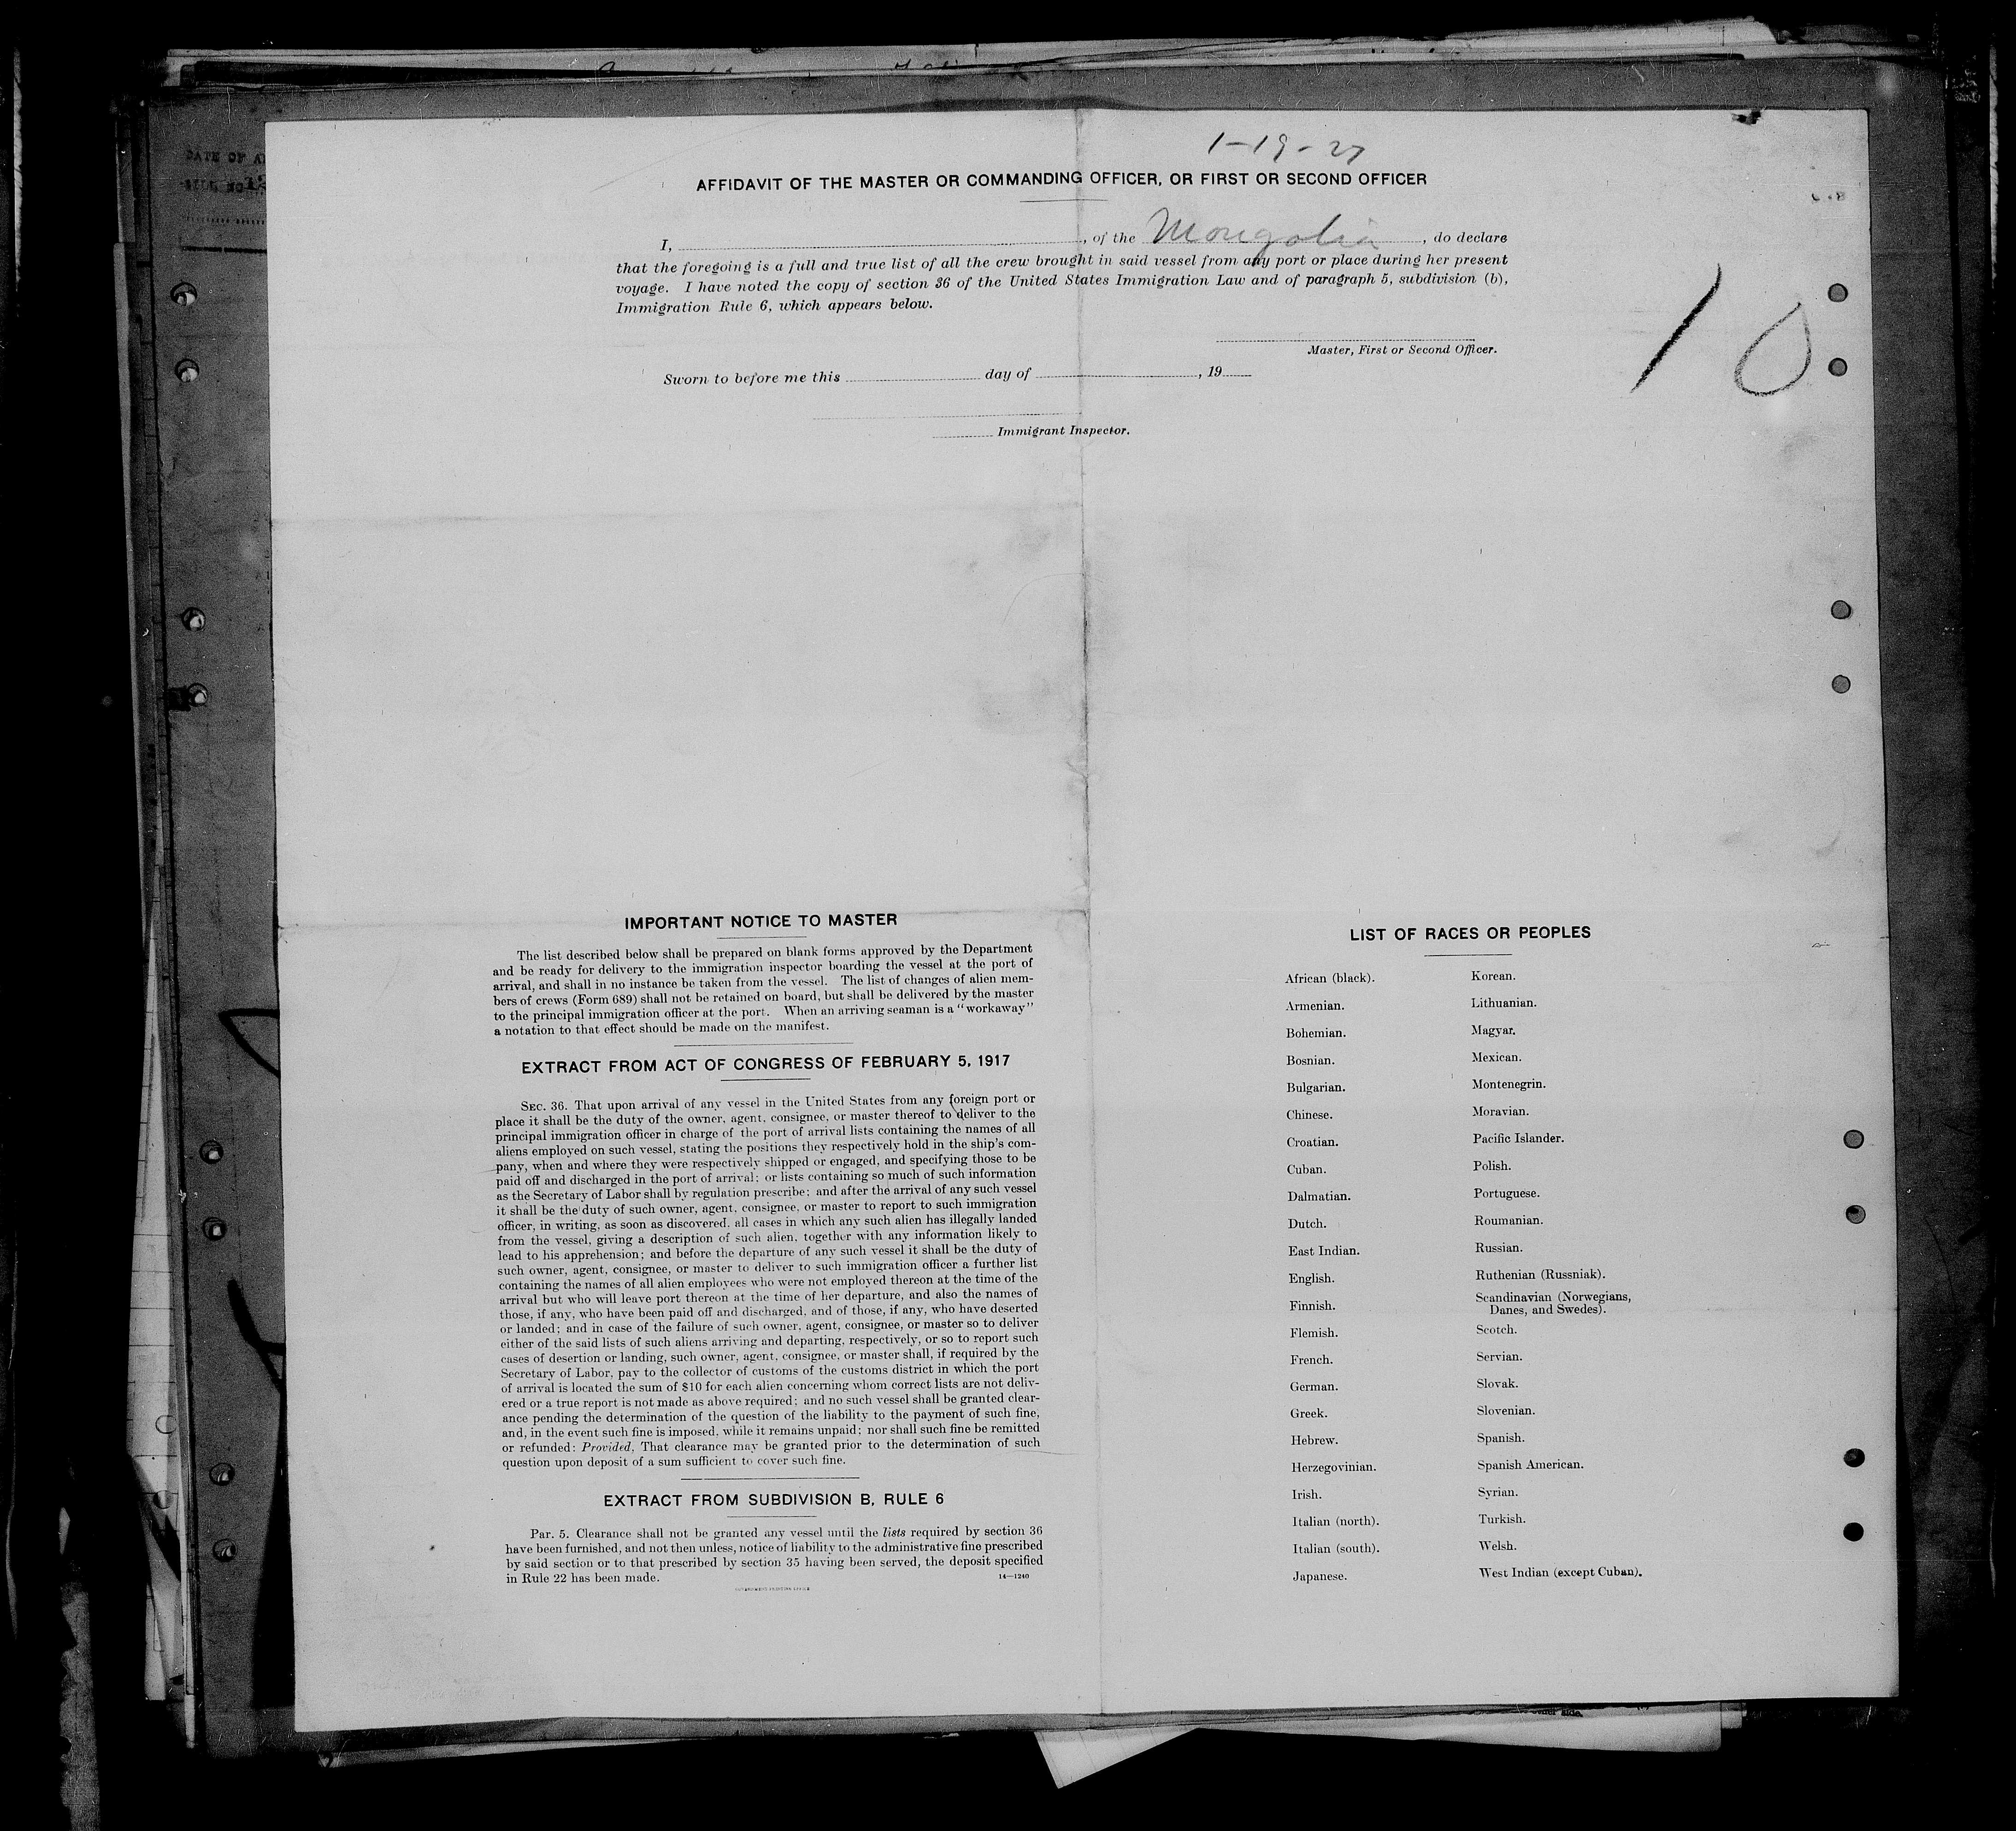 DATE OF A
1-19-27
AFFIDAVIT OF THE MASTER OR COMMANDING OFFICER, OR FIRST OR SECOND OFFICER
I, , of the Mongolia , do declare
that the foregoing is a full and true list of all the crew brought in said vessel from any port or place during her present
voyage. I have noted the copy of section 36 of the United States Immigration Law and of paragraph 5, subdivision (b),
Immigration Rule 6, which appears below.
10
Master, First or Second Officer.
Sworn to before me this day of , 19
Immigrant Inspector.
IMPORTANT NOTICE TO MASTER
The list described below shall be prepared on blank forms approved by the Department
and be ready for delivery to the immigration inspector boarding the vessel at the port of
arrival, and shall in no instance be taken from the vessel. The list of changes of alien mem-
bers of crews (Form 689) shall not be retained on board, but shall be delivered by the master
to the principal immigration officer at the port. When an arriving seaman is a "workaway"
a notation to that effect should be made on the manifest.
EXTRACT FROM ACT OF CONGRESS OF FEBRUARY 5, 1917
SEC. 36. That upon arrival of any vessel in the United States from any foreign port or
place it shall be the duty of the owner, agent, consignee, or master thereof to deliver to the
principal immigration officer in charge of the port of arrival lists containing the names of all
aliens employed on such vessel, stating the positions they respectively hold in the ship's com-
pany, when and where they were respectively shipped or engaged, and specifying those to be
paid off and discharged in the port of arrival; or lists containing so much of such information
as the Secretary of Labor shall by regulation prescribe; and after the arrival of any such vessel
it shall be the duty of such owner, agent, consignee, or master to report to such immigration
officer, in writing, as soon as discovered, all cases in which any such alien has illegally landed
from the vessel, giving a description of such alien, together with any information likely to
lead to his apprehension; and before the departure of any such vessel it shall be the duty of
such owner, agent, consignee, or master to deliver to such immigration officer a further list
containing the names of all alien employees who were not employed thereon at the time of the
arrival but who will leave port thereon at the time of her departure, and also the names of
those, if any, who have been paid off and discharged, and of those, if any, who have deserted
or landed; and in case of the failure of such owner, agent, consignee, or master so to deliver
either of the said lists of such aliens arriving and departing, respectively, or so to report such
cases of desertion or landing, such owner, agent, consignee, or master shall, if required by the
Secretary of Labor, pay to the collector of customs of the customs district in which the port
of arrival is located the sum of $10 for each alien concerning whom correct lists are not deliv-
ered or a true report is not made as above required; and no such vessel shall be granted clear-
ance pending the determination of the question of the liability to the payment of such fine,
and, in the event such fine is imposed, while it remains unpaid; nor shall such fine be remitted
or refunded: Provided, That clearance may be granted prior to the determination of such
question upon deposit of a sum sufficient to cover such fine.
EXTRACT FROM SUBDIVISION B, RULE 6
Par. 5. Clearance shall not be granted any vessel until the lists required by section 36
have been furnished, and not then unless, notice of liability to the administrative fine prescribed
by said section or to that prescribed by section 35 having been served, the deposit specified
in Rule 22 has been made. 14—1240
GOVERNMENT PRINTING OFFICE
LIST OF RACES OR PEOPLES
African (black).
Armenian.
Bohemian.
Bosnian.
Bulgarian.
Chinese.
Croatian.
Cuban.
Dalmatian.
Dutch.
East Indian.
English.
Finnish.
Flemish.
French.
German.
Greek.
Hebrew.
Herzegovinian.
Irish.
Italian (north).
Italian (south).
Japanese.
Korean.
Lithuanian.
Magyar.
Mexican.
Montenegrin.
Moravian.
Pacific Islander.
Polish.
Portuguese.
Roumanian.
Russian.
Ruthenian (Russniak).
Scandinavian (Norwegians,
Danes, and Swedes).
Scotch.
Servian.
Slovak.
Slovenian.
Spanish.
Spanish American.
Syrian.
Turkish.
Welsh.
West Indian (except Cuban).